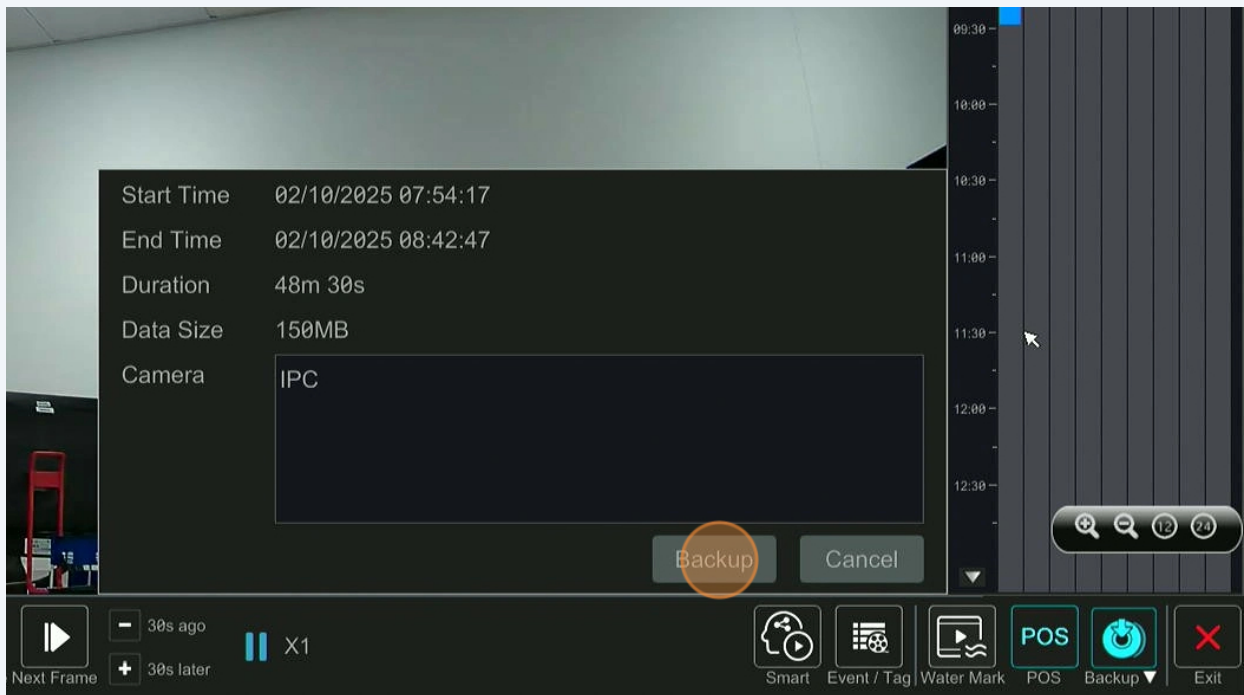 09:30
10:00
10:30
11:00
11:30
12:00
12:30
Start Time 02/10/2025 07:54:17
End Time 02/10/2025 08:42:47
Duration 48m 30s
Data Size 150MB
Camera IPC
Backup Cancel
12 24
30s ago
30s later
X1
POS
Next Frame
Smart
Event / Tag
Water Mark
POS
Backup
Exit